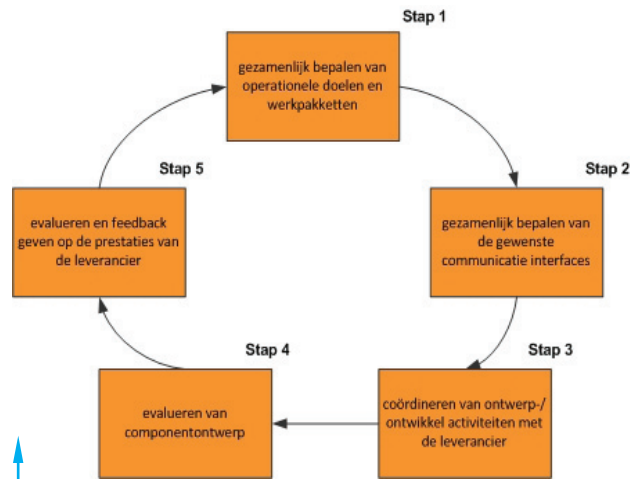 Stap 1
gezamenlijk bepalen van
operationele doelen en
werkpakketten
Stap 2
gezamenlijk bepalen van
de gewenste
communicatie interfaces
Stap 3
coördineren van ontwerp-/
ontwikkel activiteiten met
de leverancier
Stap 4
evalueren van
componentontwerp
Stap 5
evalueren en feedback
geven op de prestaties van
de leverancier